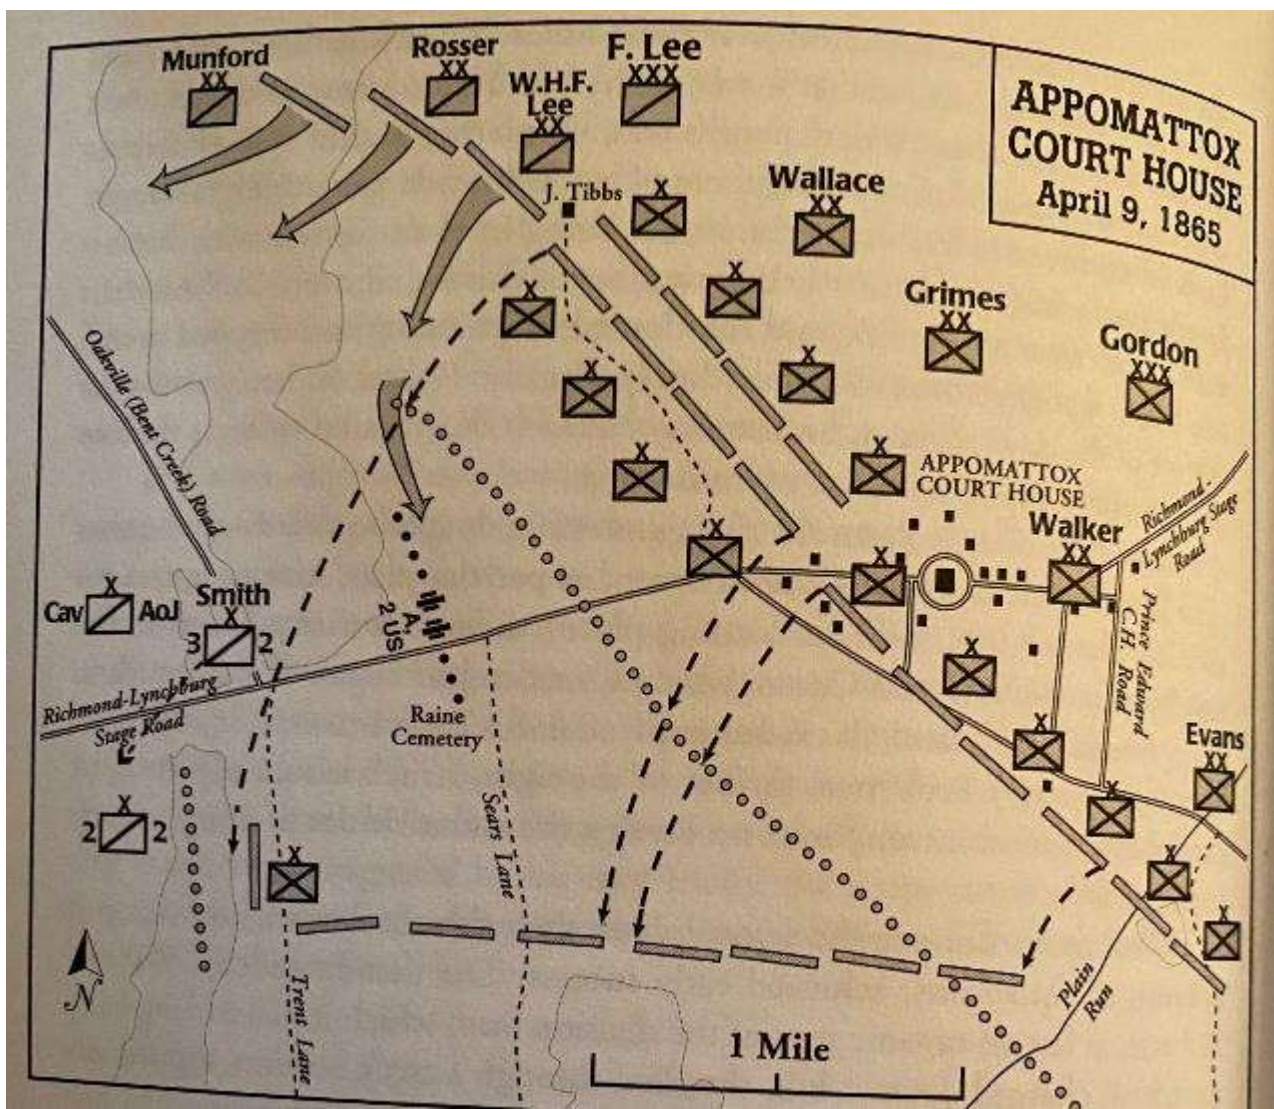 APPOMATTOX
COURT HOUSE
April 9, 1865
Munford
XX
Rosser
XX
F. Lee
XXX
W.H.F.
Lee
XX
J. Tibbs
X
Wallace
XX
X
X
Grimes
XX
Gordon
XXX
X
X
X
X
X
APPOMATTOX
COURT HOUSE
Walker
XX
Richmond-
Lynchburg Stage
Road
Oakville (Bent Creek) Road
X
Cav AoJ
Smith
X
3 2
A,
2 US
X
X
Prince Edward
C.H. Road
Richmond-Lynchburg
Stage Road
Raine
Cemetery
X
Evans
XX
X
2 2
X
Sears Lane
X
X
X
N
Trent Lane
Plain
Run
1 Mile